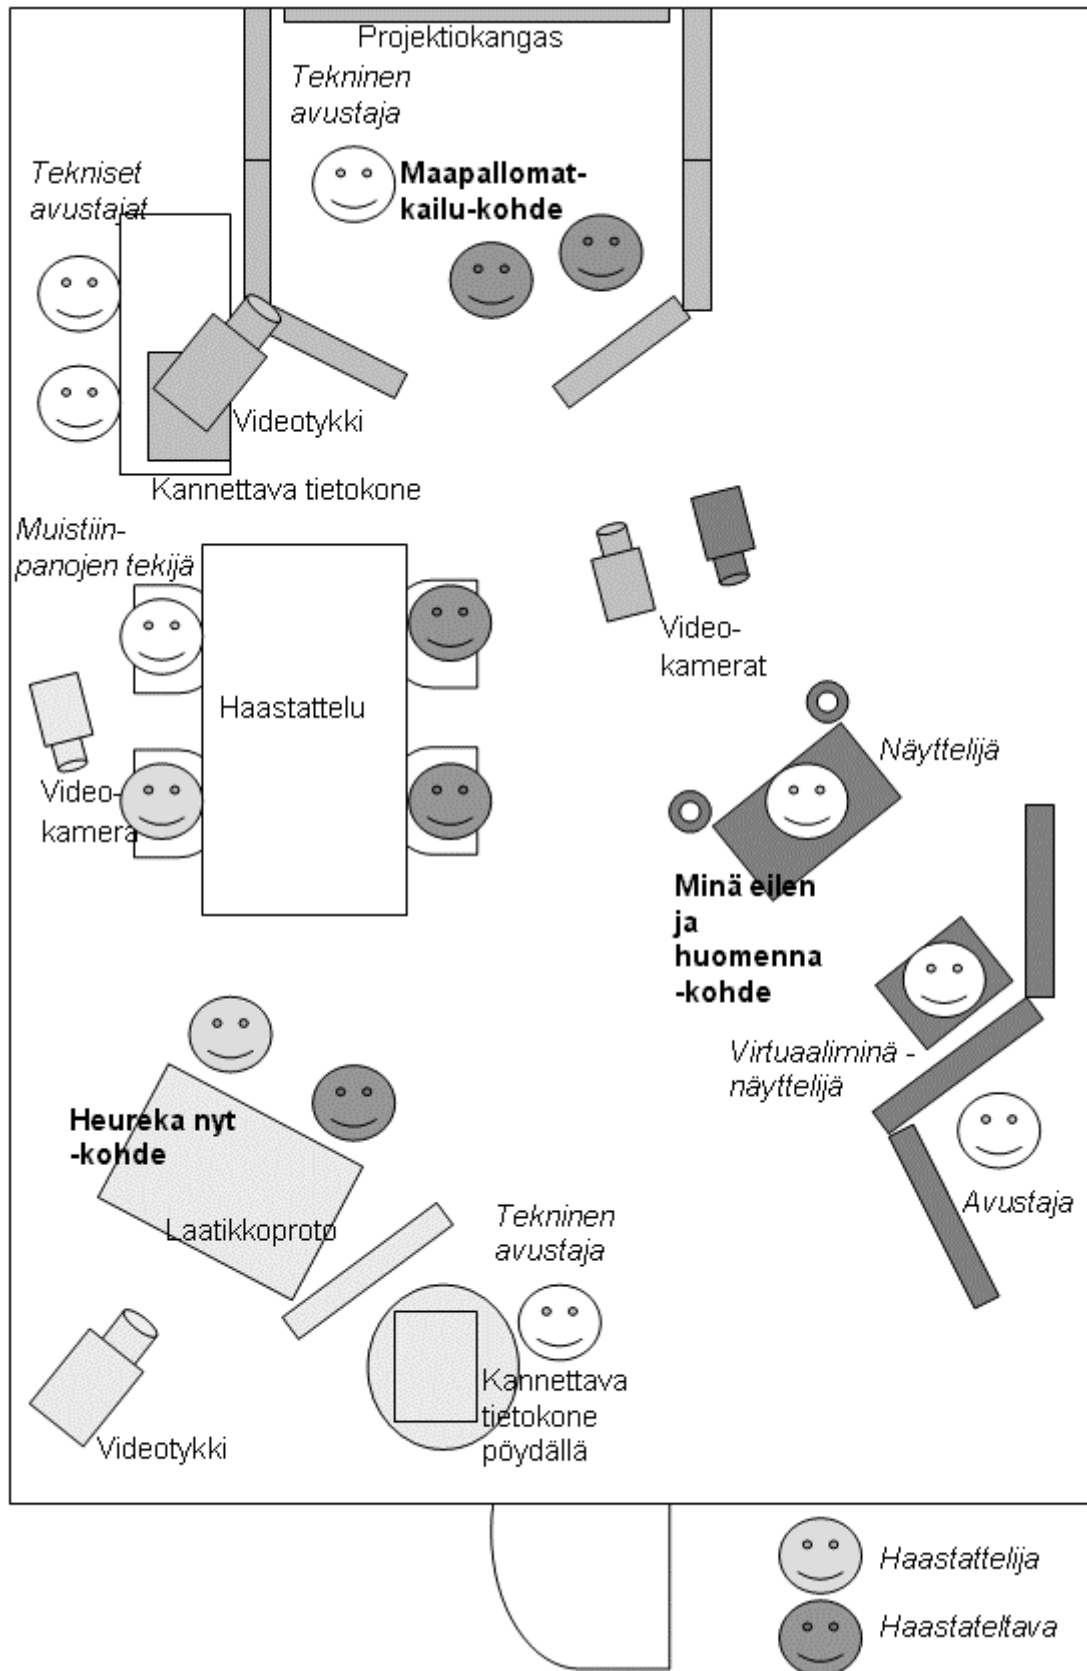 Projektiokangas
Tekninen
avustaja
Tekniset
avustajat
Maapallomat-
kailu-kohde
Videotykki
Kannettava tietokone
Muistiin-
panojen tekijä
Video-
kamerat
Haastattelu
Video-
kamera
Näyttelijä
Minä eilen
ja
huomenna
-kohde
Virtuaaliminä -
näyttelijä
Heureka nyt
-kohde
Laatikkoproto
Tekninen
avustaja
Avustaja
Kannettava
tietokone
pöydällä
Videotykki
Haastattelija
Haastateltava